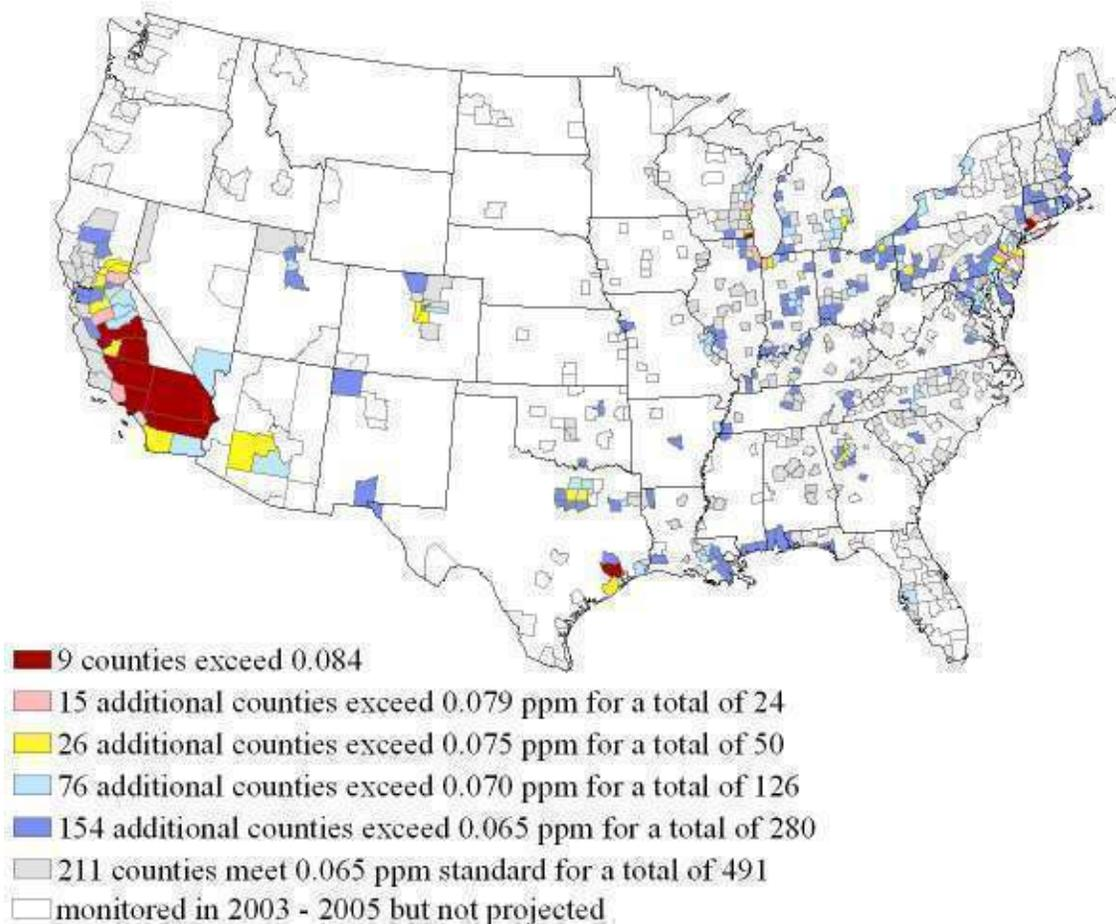 9 counties exceed 0.084
15 additional counties exceed 0.079 ppm for a total of 24
26 additional counties exceed 0.075 ppm for a total of 50
76 additional counties exceed 0.070 ppm for a total of 126
154 additional counties exceed 0.065 ppm for a total of 280
211 counties meet 0.065 ppm standard for a total of 491
monitored in 2003 - 2005 but not projected